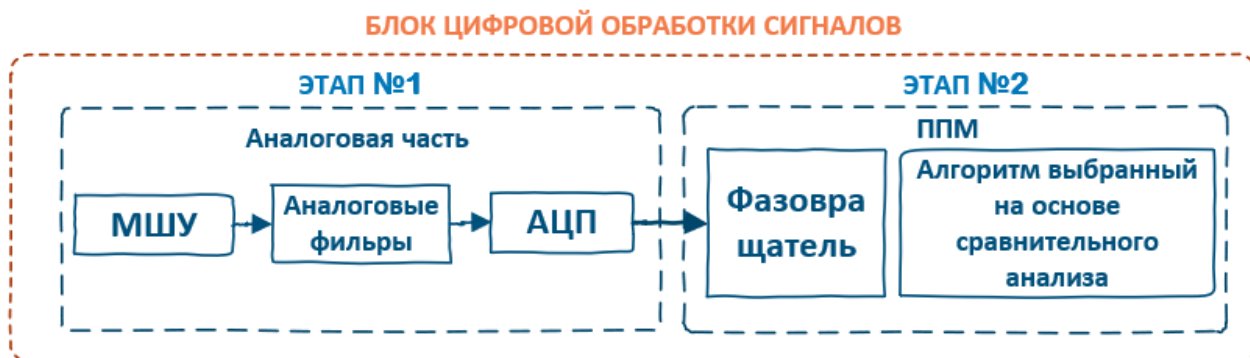 БЛОК ЦИФРОВОЙ ОБРАБОТКИ СИГНАЛОВ
ЭТАП №1
Аналоговая часть
МШУ
Аналоговые
фильры
АЦП
ЭТАП №2
ППМ
Фазовра
щатель
Алгоритм выбранный
на основе
сравнительного
анализа